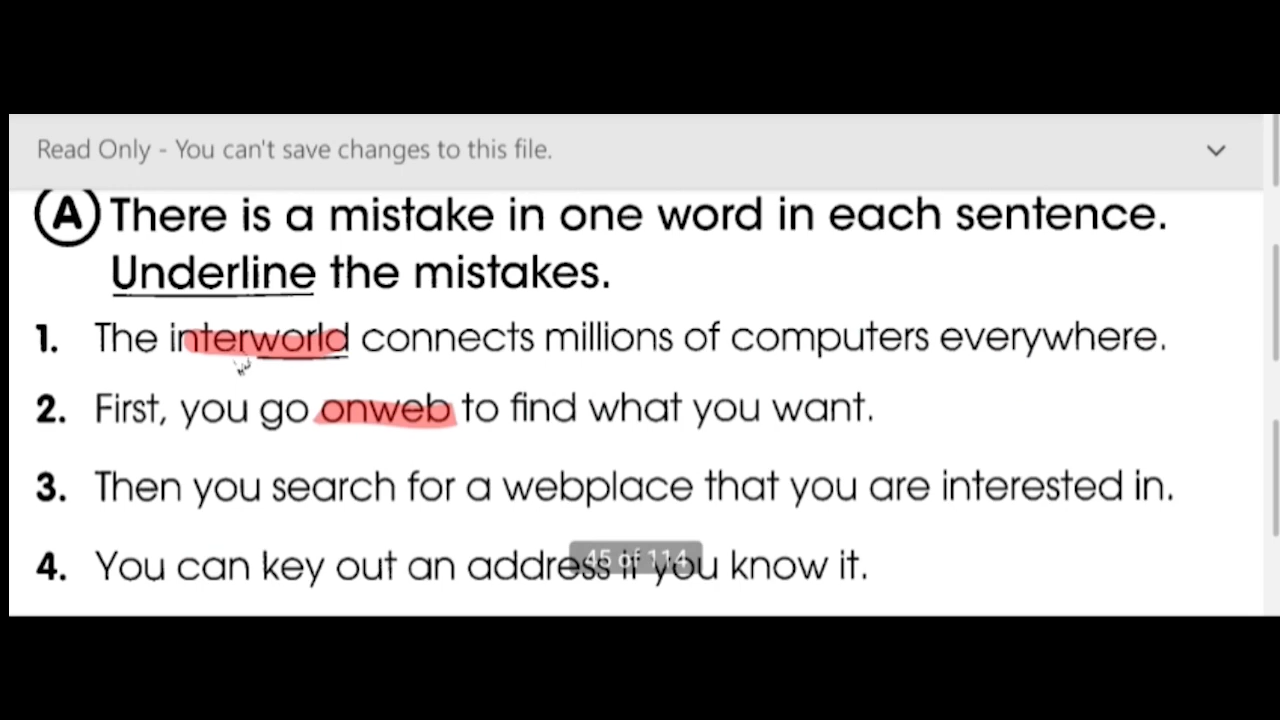 Read Only - You can't save changes to this file.
A There is a mistake in one word in each sentence.
Underline the mistakes.
1. The interworld connects millions of computers everywhere.
2. First, you go onweb to find what you want.
3. Then you search for a webplace that you are interested in.
4. You can key out an address if you know it.
45 of 114